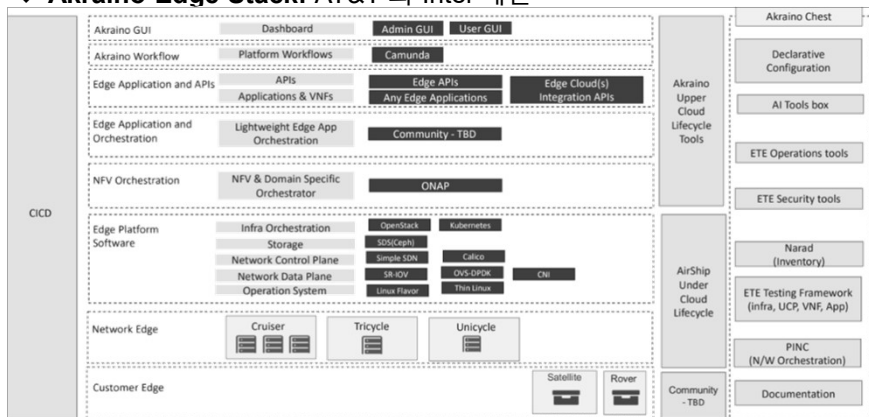 Akraino Edge Stack: AT&T
Intel
CICD
Akraino GUI
Dashboard
Admin GUI
User GUI
Akraino Workflow
Platform Workflows
Camunda
Edge Application and APIs
APIs
Applications & VNFs
Edge APIs
Any Edge Applications
Edge Cloud(s)
Integration APIs
Edge Application and
Orchestration
Lightweight Edge App
Orchestration
Community - TBD
NFV Orchestration
NFV & Domain Specific
Orchestrator
ONAP
Edge Platform
Software
Infra Orchestration
OpenStack
Kubernetes
Storage
SDS(Ceph)
Network Control Plane
Simple SDN
Calico
Network Data Plane
SR-IOV
OVS-DPDK
CNI
Operation System
Linux Flavor
Thin Linux
Network Edge
Cruiser
Tricycle
Unicycle
Customer Edge
Satellite
Rover
Akraino
Upper
Cloud
Lifecycle
Tools
AirShip
Under
Cloud
Lifecycle
Community
- TBD
Akraino Chest
Declarative
Configuration
AI Tools box
ETE Operations tools
ETE Security tools
Narad
(Inventory)
ETE Testing Framework
(infra, UCP, VNF, App)
PINC
(N/W Orchestration)
Documentation